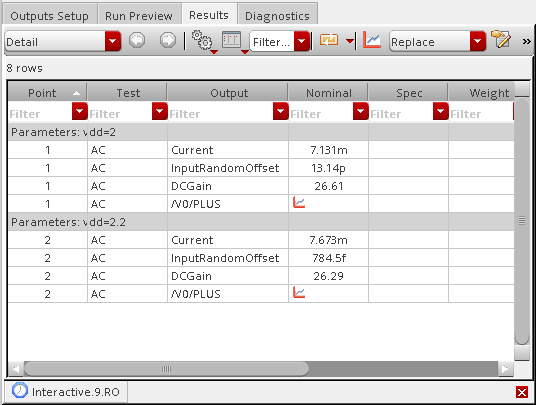 Outputs Setup Run Preview Results Diagnostics
Detail Filter... Replace »
8 rows
Point Test Output Nominal Spec Weight
Filter Filter Filter Filter Filter Filter
Parameters: vdd=2
1 AC Current 7.131m
1 AC InputRandomOffset 13.14p
1 AC DCGain 26.61
1 AC /V0/PLUS
Parameters: vdd=2.2
2 AC Current 7.673m
2 AC InputRandomOffset 784.5f
2 AC DCGain 26.29
2 AC /V0/PLUS
Interactive.9.RO